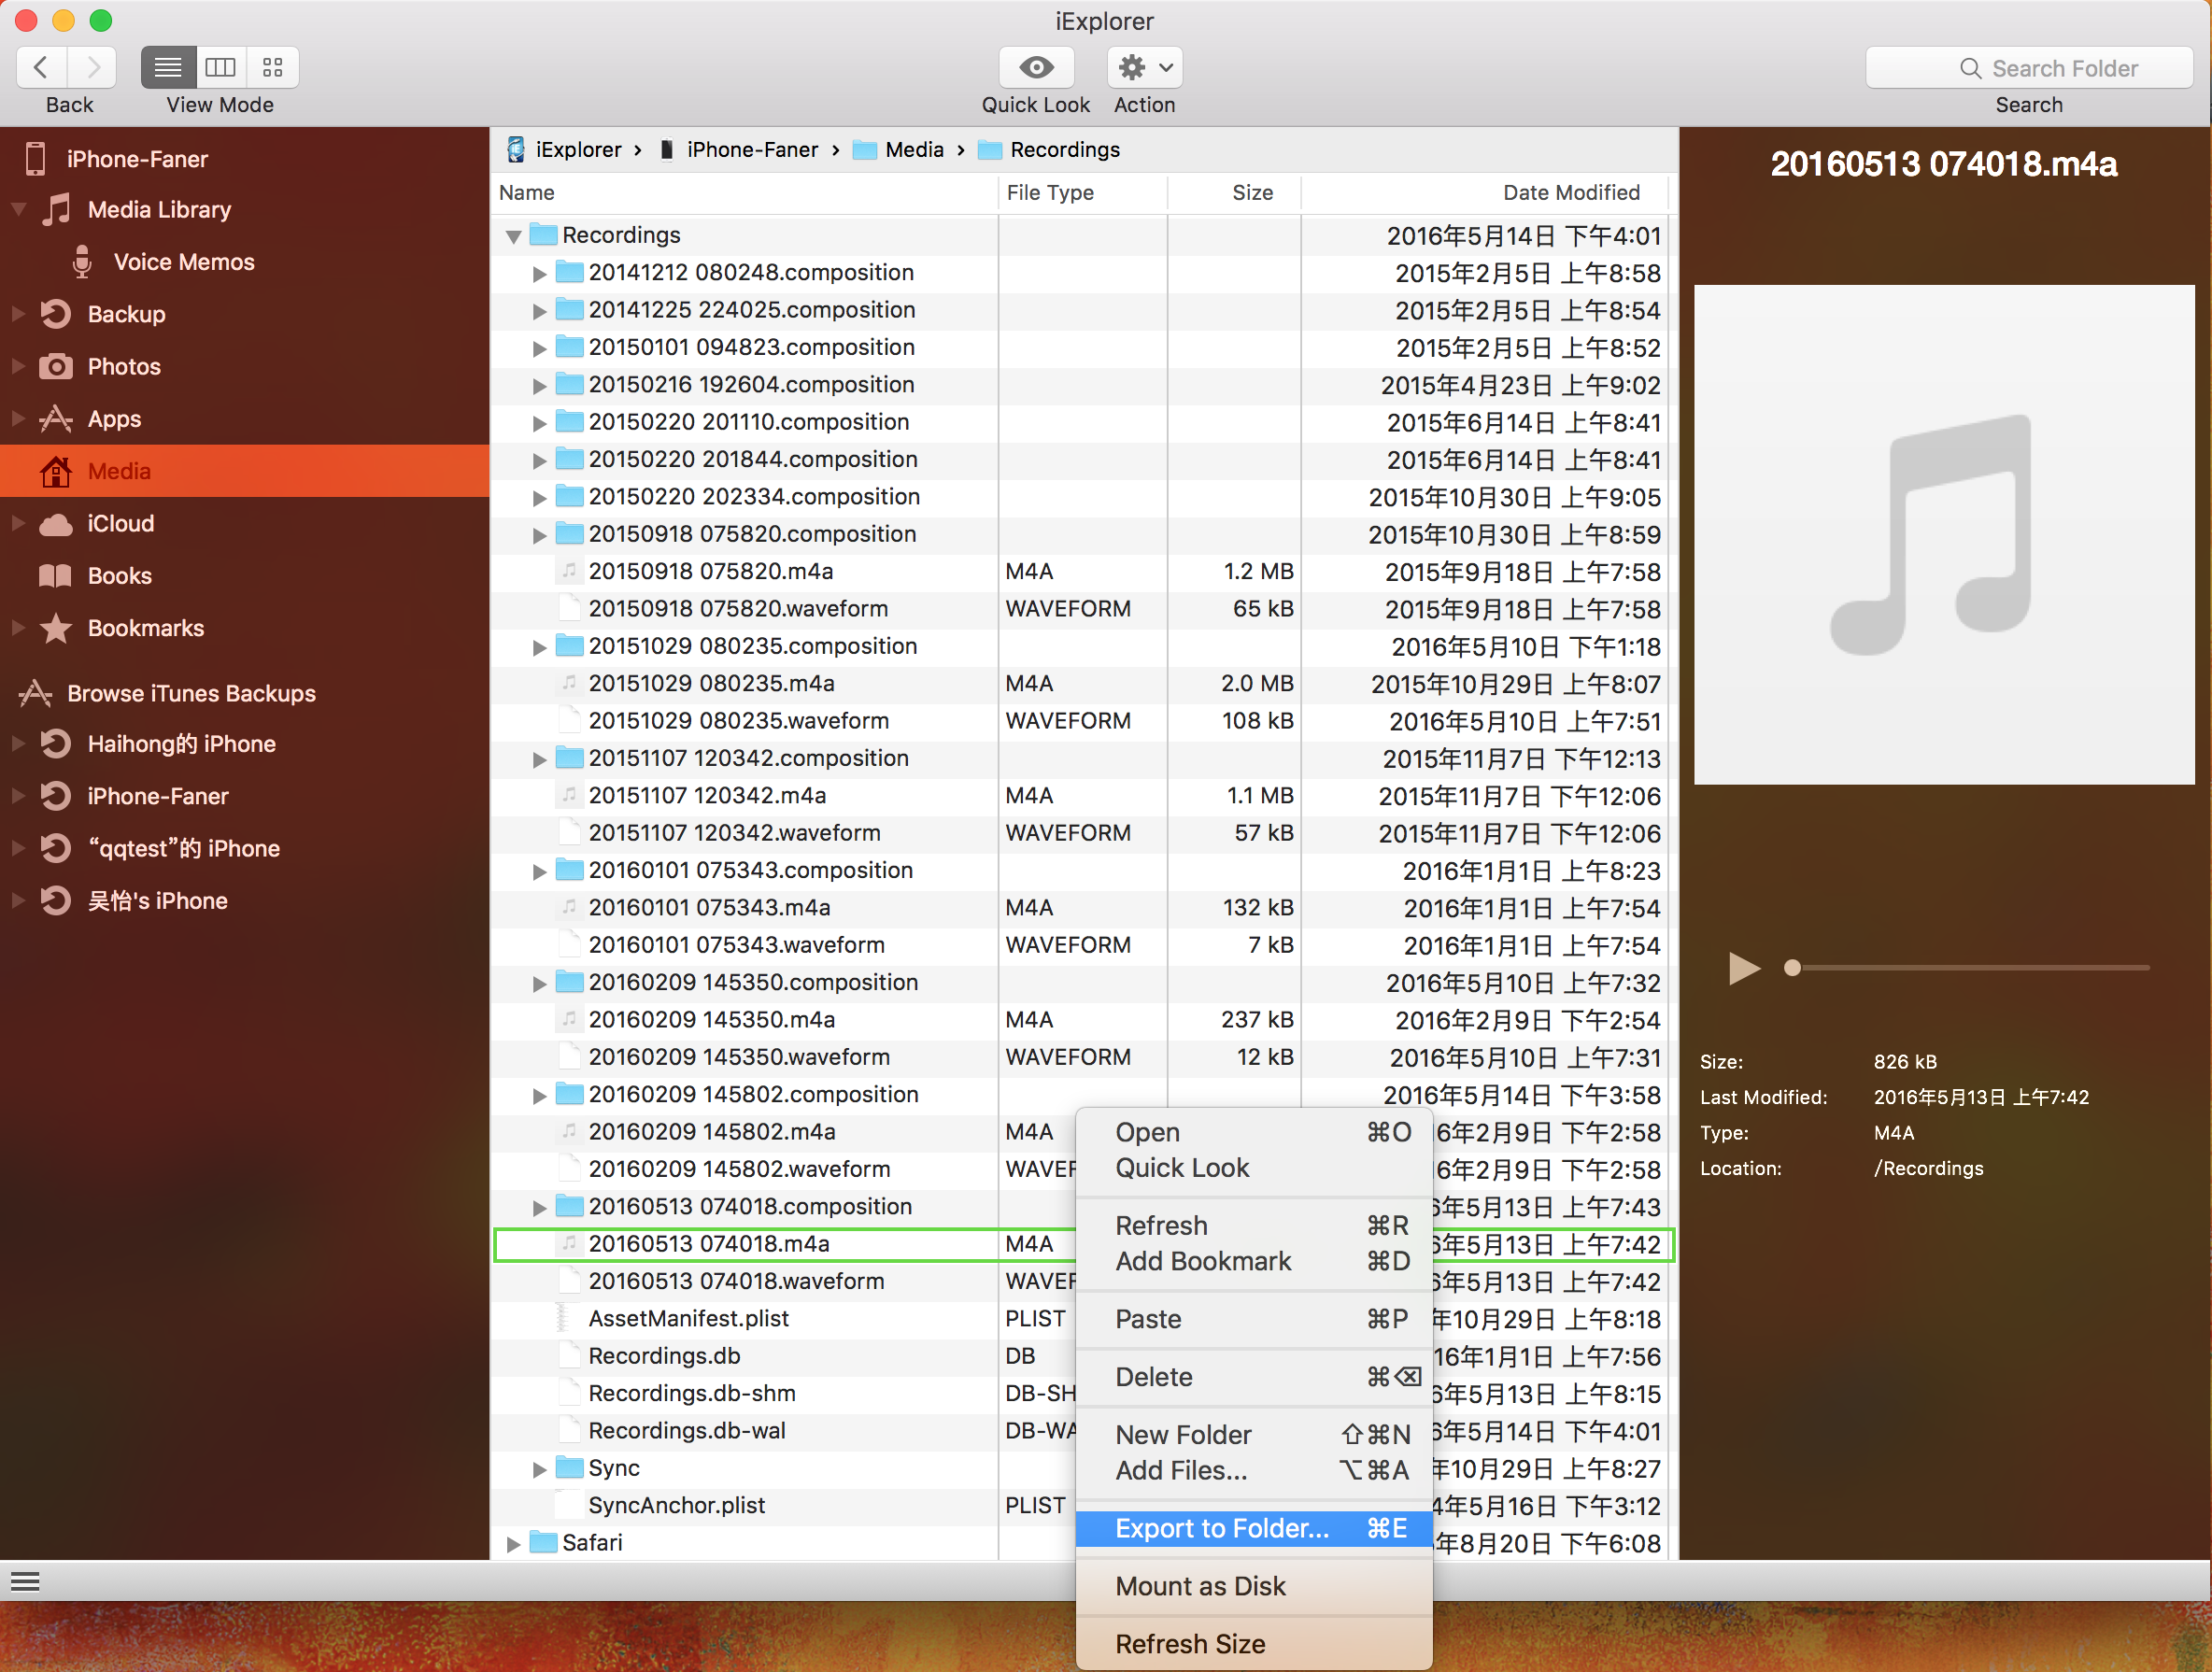 iExplorer
Back
View Mode
Quick Look
Action
Search Folder
Search
iPhone-Faner
Media Library
Voice Memos
Backup
Photos
Apps
Media
iCloud
Books
Bookmarks
Browse iTunes Backups
Haihong的 iPhone
iPhone-Faner
“qqtest”的 iPhone
吴怡's iPhone
iExplorer › iPhone-Faner › Media › Recordings
Name File Type Size Date Modified
Recordings 2016年5月14日 下午4:01
20141212 080248.composition 2015年2月5日 上午8:58
20141225 224025.composition 2015年2月5日 上午8:54
20150101 094823.composition 2015年2月5日 上午8:52
20150216 192604.composition 2015年4月23日 上午9:02
20150220 201110.composition 2015年6月14日 上午8:41
20150220 201844.composition 2015年6月14日 上午8:41
20150220 202334.composition 2015年10月30日 上午9:05
20150918 075820.composition 2015年10月30日 上午8:59
20150918 075820.m4a M4A 1.2 MB 2015年9月18日 上午7:58
20150918 075820.waveform WAVEFORM 65 kB 2015年9月18日 上午7:58
20151029 080235.composition 2016年5月10日 下午1:18
20151029 080235.m4a M4A 2.0 MB 2015年10月29日 上午8:07
20151029 080235.waveform WAVEFORM 108 kB 2016年5月10日 上午7:51
20151107 120342.composition 2015年11月7日 下午12:13
20151107 120342.m4a M4A 1.1 MB 2015年11月7日 下午12:06
20151107 120342.waveform WAVEFORM 57 kB 2015年11月7日 下午12:06
20160101 075343.composition 2016年1月1日 上午8:23
20160101 075343.m4a M4A 132 kB 2016年1月1日 上午7:54
20160101 075343.waveform WAVEFORM 7 kB 2016年1月1日 上午7:54
20160209 145350.composition 2016年5月10日 上午7:32
20160209 145350.m4a M4A 237 kB 2016年2月9日 下午2:54
20160209 145350.waveform WAVEFORM 12 kB 2016年5月10日 上午7:31
20160209 145802.composition 2016年5月14日 下午3:58
20160209 145802.m4a M4A 16年2月9日 下午2:58
20160209 145802.waveform WAVEF 16年2月9日 下午2:58
20160513 074018.composition 6年5月13日 上午7:43
20160513 074018.m4a M4A 6年5月13日 上午7:42
20160513 074018.waveform WAVEF 6年5月13日 上午7:42
AssetManifest.plist PLIST 年10月29日 上午8:18
Recordings.db DB 16年1月1日 上午7:56
Recordings.db-shm DB-SH 6年5月13日 上午8:15
Recordings.db-wal DB-WA 6年5月14日 下午4:01
Sync 年10月29日 上午8:27
SyncAnchor.plist PLIST 4年5月16日 下午3:12
Safari 年8月20日 下午6:08
Open ⌘O
Quick Look
Refresh ⌘R
Add Bookmark ⌘D
Paste ⌘P
Delete ⌘⌫
New Folder ⇧⌘N
Add Files... ⌥⌘A
Export to Folder... ⌘E
Mount as Disk
Refresh Size
20160513 074018.m4a
Size: 826 kB
Last Modified: 2016年5月13日 上午7:42
Type: M4A
Location: /Recordings